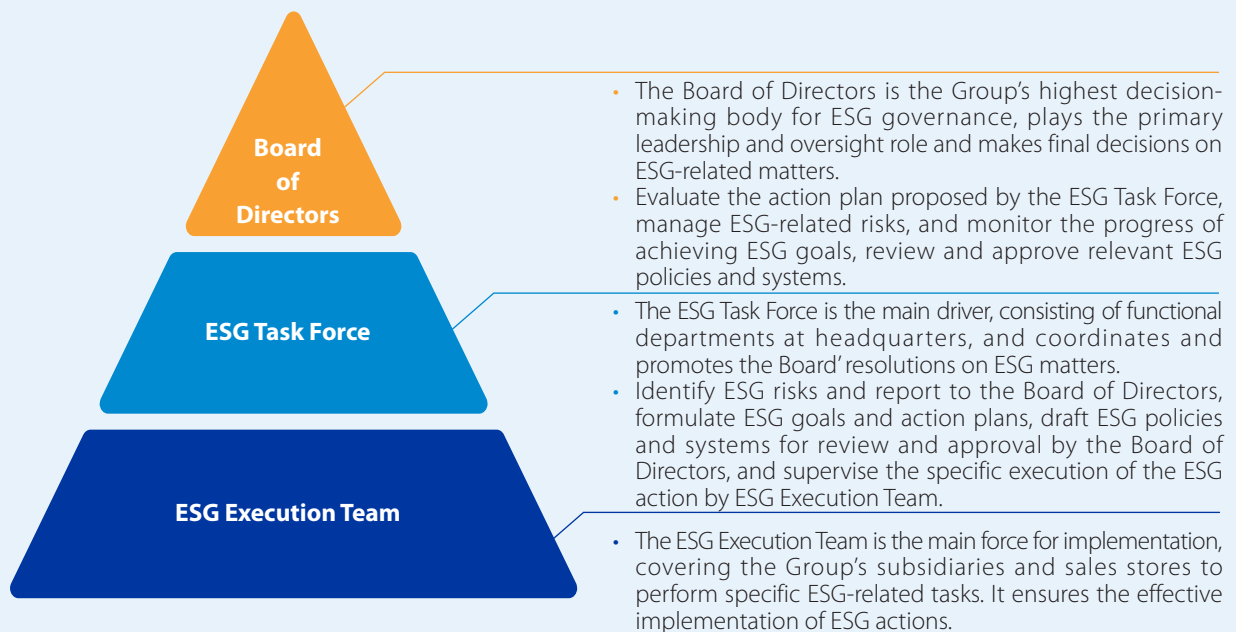 Board
of
Directors
• The Board of Directors is the Group’s highest decision-
making body for ESG governance, plays the primary
leadership and oversight role and makes final decisions on
ESG-related matters.
• Evaluate the action plan proposed by the ESG Task Force,
manage ESG-related risks, and monitor the progress of
achieving ESG goals, review and approve relevant ESG
policies and systems.
ESG Task Force
• The ESG Task Force is the main driver, consisting of functional
departments at headquarters, and coordinates and
promotes the Board’ resolutions on ESG matters.
• Identify ESG risks and report to the Board of Directors,
formulate ESG goals and action plans, draft ESG policies
and systems for review and approval by the Board of
Directors, and supervise the specific execution of the ESG
action by ESG Execution Team.
ESG Execution Team
• The ESG Execution Team is the main force for implementation,
covering the Group’s subsidiaries and sales stores to
perform specific ESG-related tasks. It ensures the effective
implementation of ESG actions.